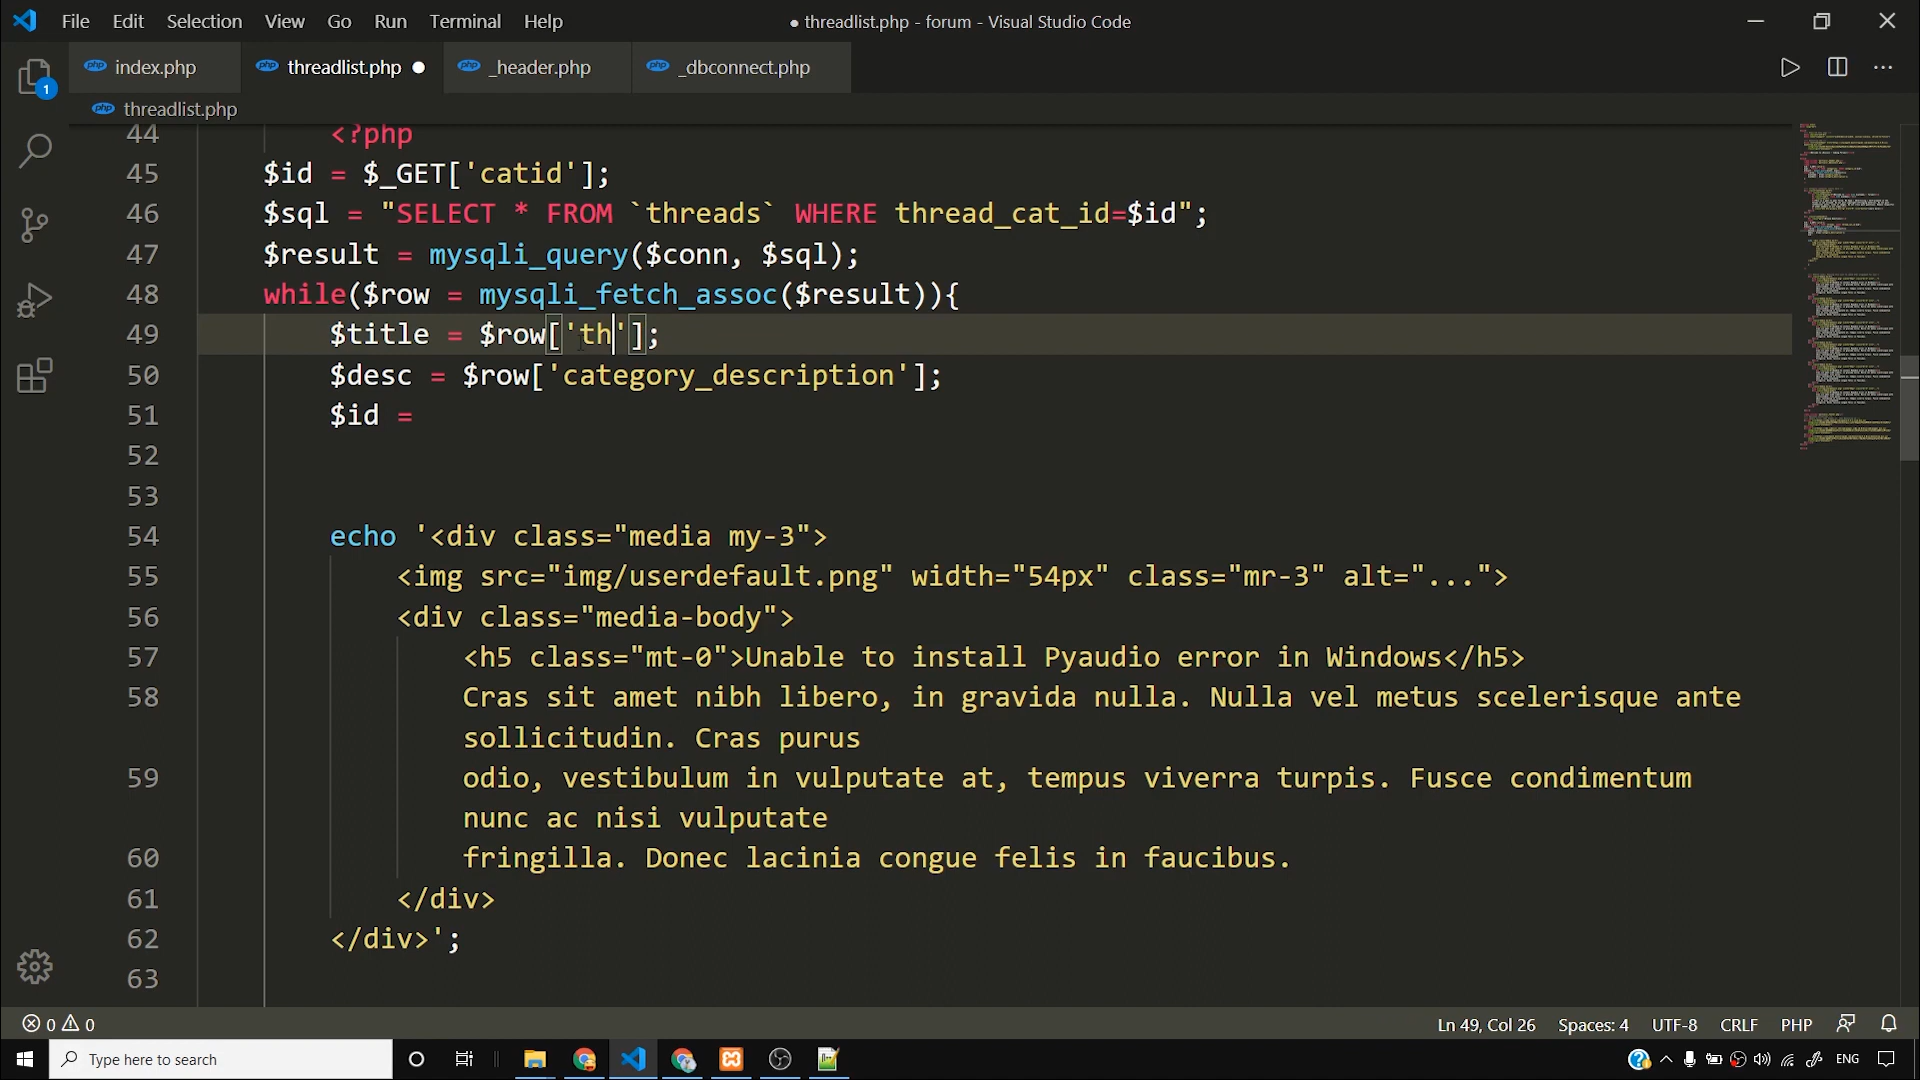 File Edit Selection View Go Run Terminal Help
● threadlist.php - forum - Visual Studio Code
index.php
threadlist.php ●
_header.php
_dbconnect.php
threadlist.php
1
44 <?php
45 $id = $_GET['catid'];
46 $sql = "SELECT * FROM `threads` WHERE thread_cat_id=$id";
47 $result = mysqli_query($conn, $sql);
48 while($row = mysqli_fetch_assoc($result)){
49 $title = $row['th'];
50 $desc = $row['category_description'];
51 $id =
52
53
54 echo '<div class="media my-3">
55 <img src="img/userdefault.png" width="54px" class="mr-3" alt="...">
56 <div class="media-body">
57 <h5 class="mt-0">Unable to install Pyaudio error in Windows</h5>
58 Cras sit amet nibh libero, in gravida nulla. Nulla vel metus scelerisque ante
sollicitudin. Cras purus
59 odio, vestibulum in vulputate at, tempus viverra turpis. Fusce condimentum
nunc ac nisi vulputate
60 fringilla. Donec lacinia congue felis in faucibus.
61 </div>
62 </div>';
63
0 0
Ln 49, Col 26 Spaces: 4 UTF-8 CRLF PHP
Type here to search
ENG